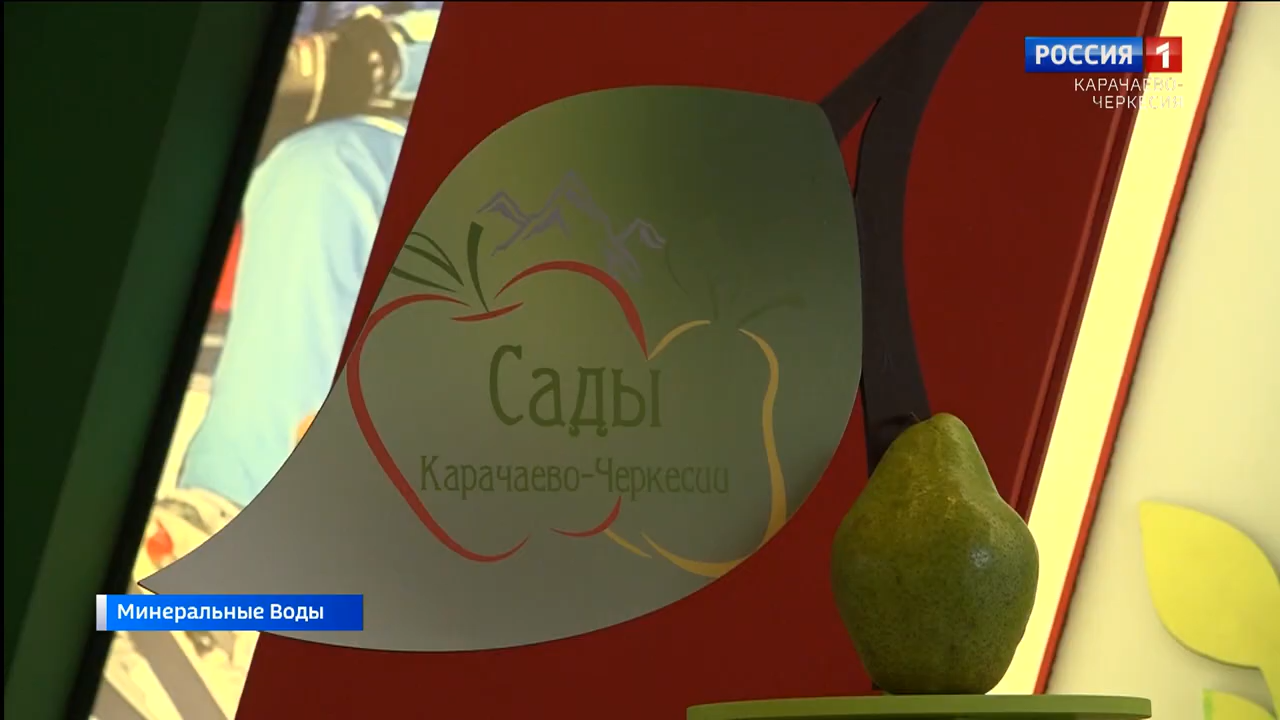 РОССИЯ 1
КАРАЧАЕВО-
ЧЕРКЕСИЯ
Сады
Карачаево-Черкесии
Минеральные Воды